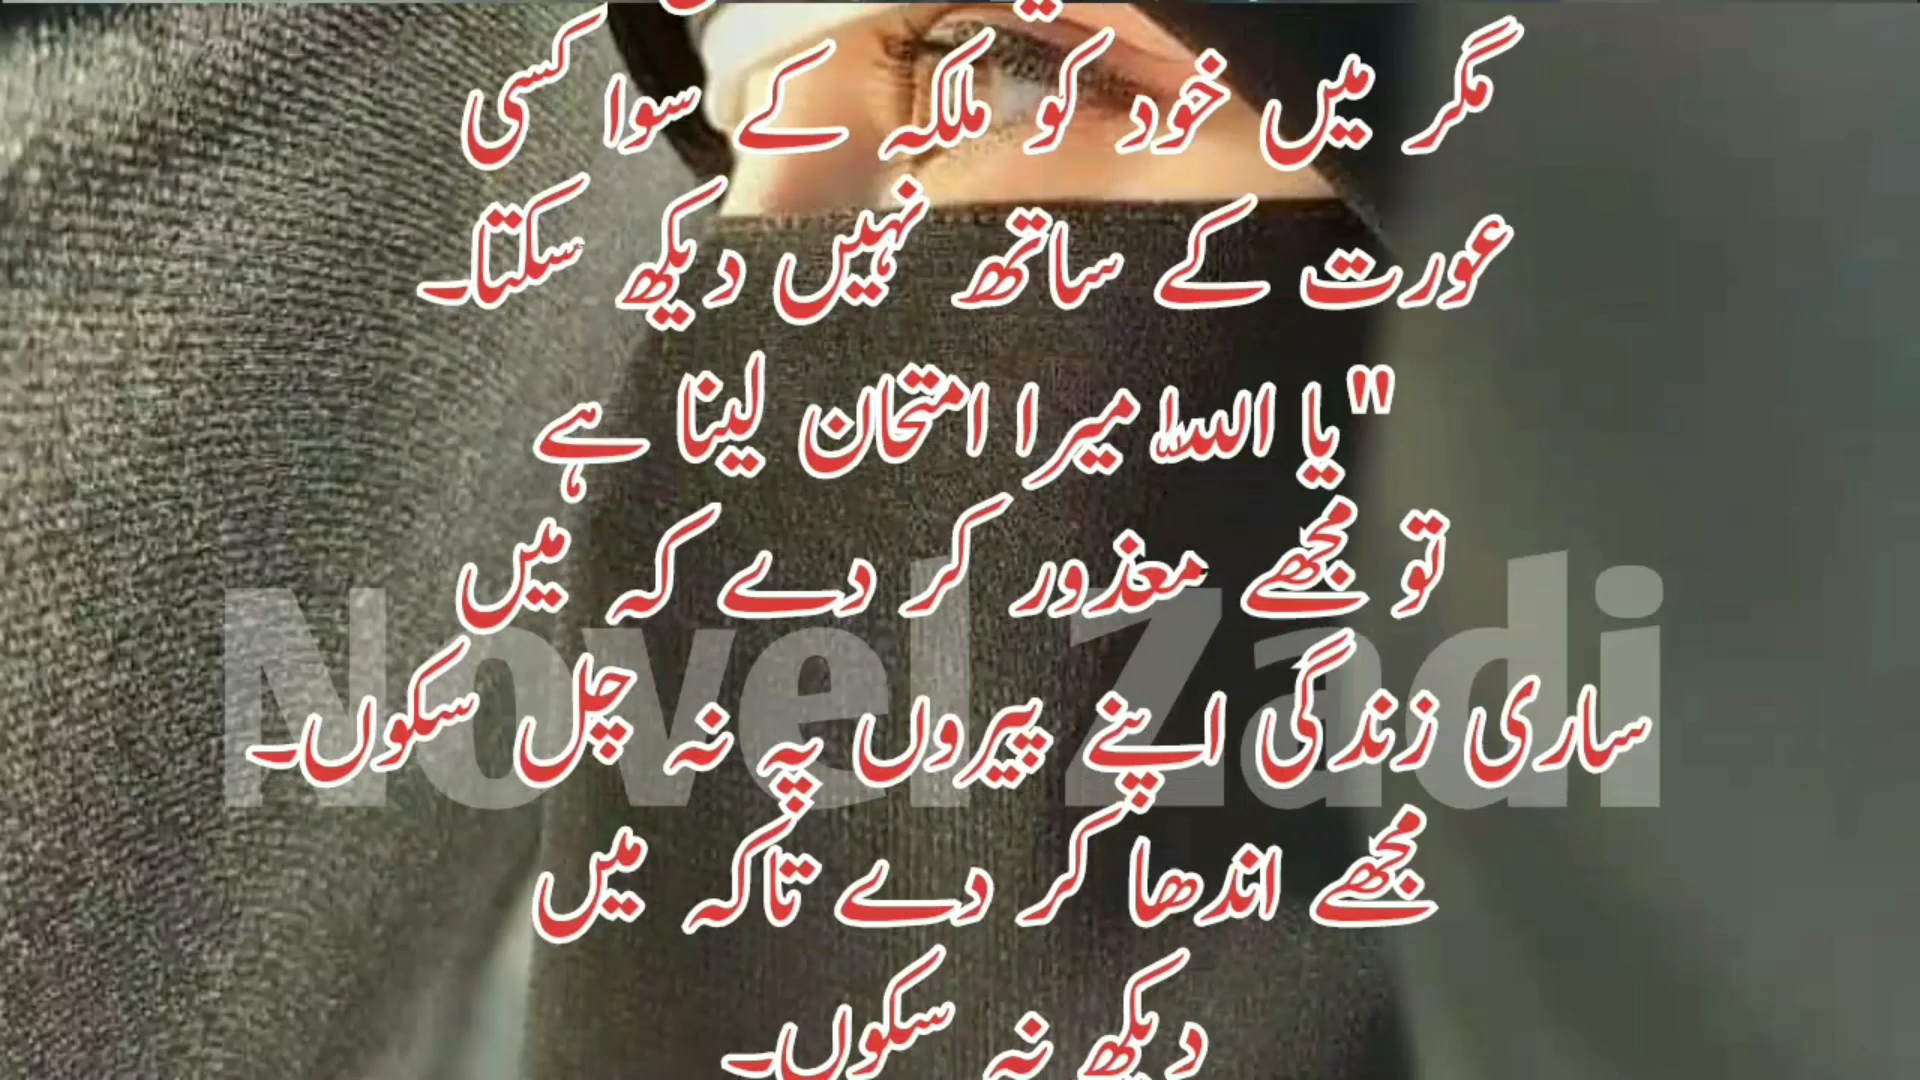 مگر میں خود کو ملکہ کے سوا کسی
عورت کے ساتھ نہیں دیکھ سکتا۔
"یا اللہ! میرا امتحان لینا ہے
تو مجھے معذور کر دے کہ میں
ساری زندگی اپنے پیروں پہ نہ چل سکوں۔
مجھے اندھا کر دے تاکہ میں
دیکھ نہ سکوں۔
Novel Zadi